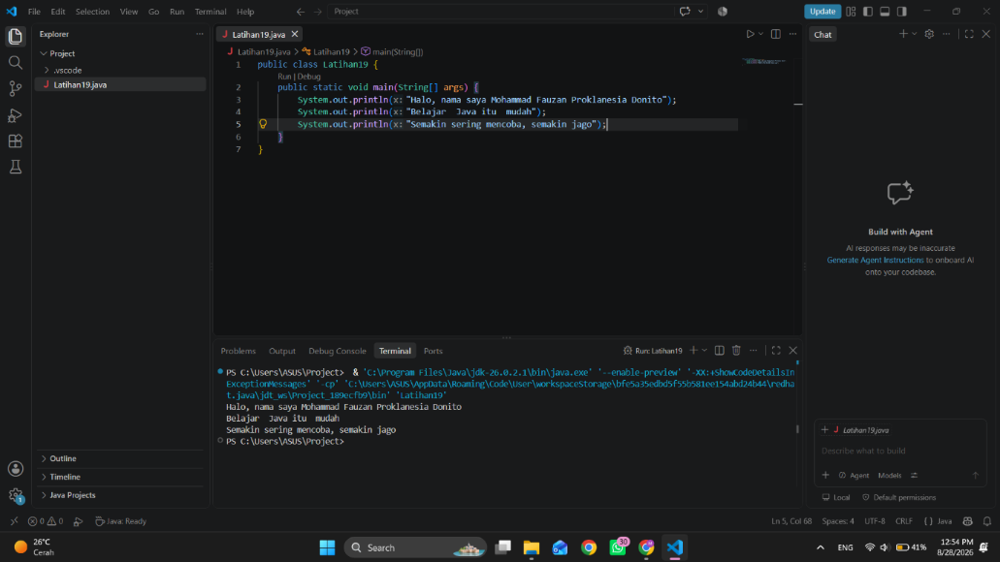 File Edit Selection View Go Run Terminal Help
Project
Update
Explorer
Project
.vscode
J Latihan19.java
Outline
Timeline
Java Projects
J Latihan19.java
J Latihan19.java > Latihan19 > main(String[])
1 public class Latihan19 {
Run | Debug
2 public static void main(String[] args) {
3 System.out.println(x: "Halo, nama saya Mohammad Fauzan Proklanesia Donito");
4 System.out.println(x: "Belajar  Java itu  mudah");
5 System.out.println(x: "Semakin sering mencoba, semakin jago");
6 }
7 }
Problems Output Debug Console Terminal Ports
Run: Latihan19
PS C:\Users\ASUS\Project>  & 'C:\Program Files\Java\jdk-26.0.2.1\bin\java.exe' '--enable-preview' '-XX:+ShowCodeDetailsIn
ExceptionMessages' '-cp' 'C:\Users\ASUS\AppData\Roaming\Code\User\workspaceStorage\bfe5a35edbd5f55b581ee154abd24b44\redha
t.java\jdt_ws\Project_189ecfb9\bin' 'Latihan19'
Halo, nama saya Mohammad Fauzan Proklanesia Donito
Belajar  Java itu  mudah
Semakin sering mencoba, semakin jago
PS C:\Users\ASUS\Project>
Chat
Build with Agent
AI responses may be inaccurate
Generate Agent Instructions to onboard AI
onto your codebase.
J Latihan19.java
Describe what to build
Agent Models
Local Default permissions
1
0 0 Java: Ready
Ln 5, Col 68 Spaces: 4 UTF-8 CRLF {} Java
26°C
Cerah
Search
30
ENG
41%
12:54 PM
8/28/2026